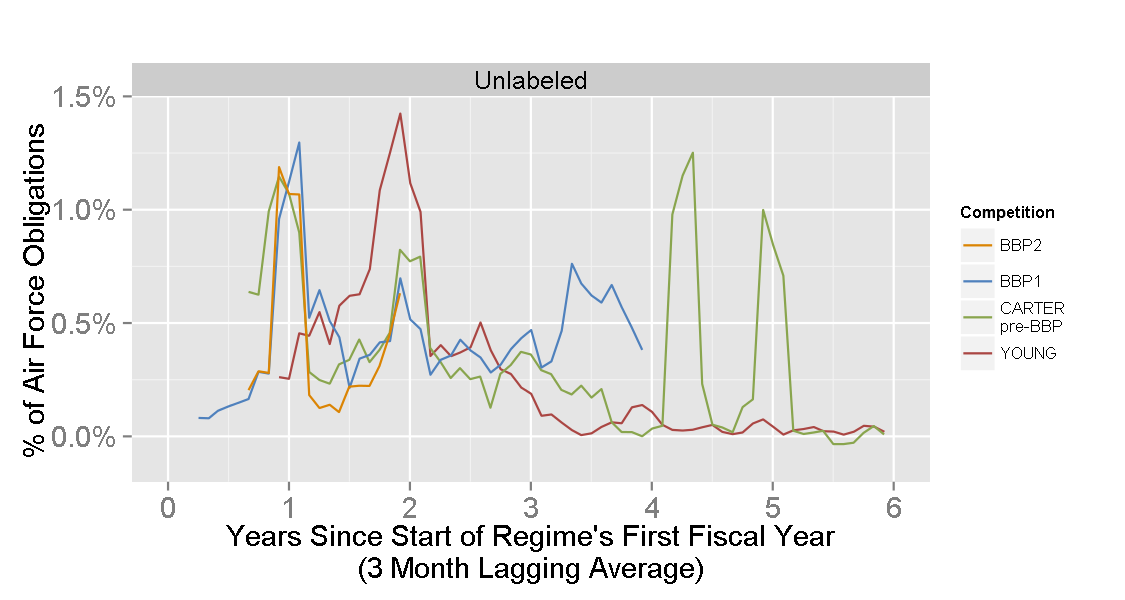 Unlabeled
1.5%
1.0%
0.5%
0.0%
% of Air Force Obligations
0 1 2 3 4 5 6
Years Since Start of Regime's First Fiscal Year
(3 Month Lagging Average)
Competition
BBP2
BBP1
CARTER
pre-BBP
YOUNG